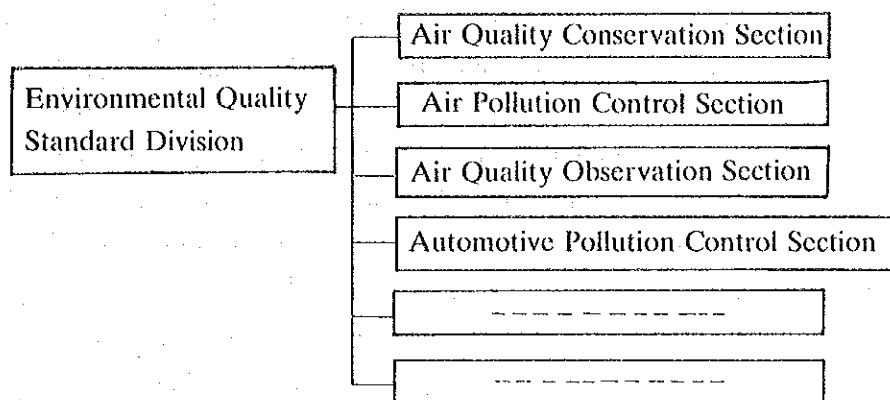 Air Quality Conservation Section
Environmental Quality
Standard Division
Air Pollution Control Section
Air Quality Observation Section
Automotive Pollution Control Section
----------
----------